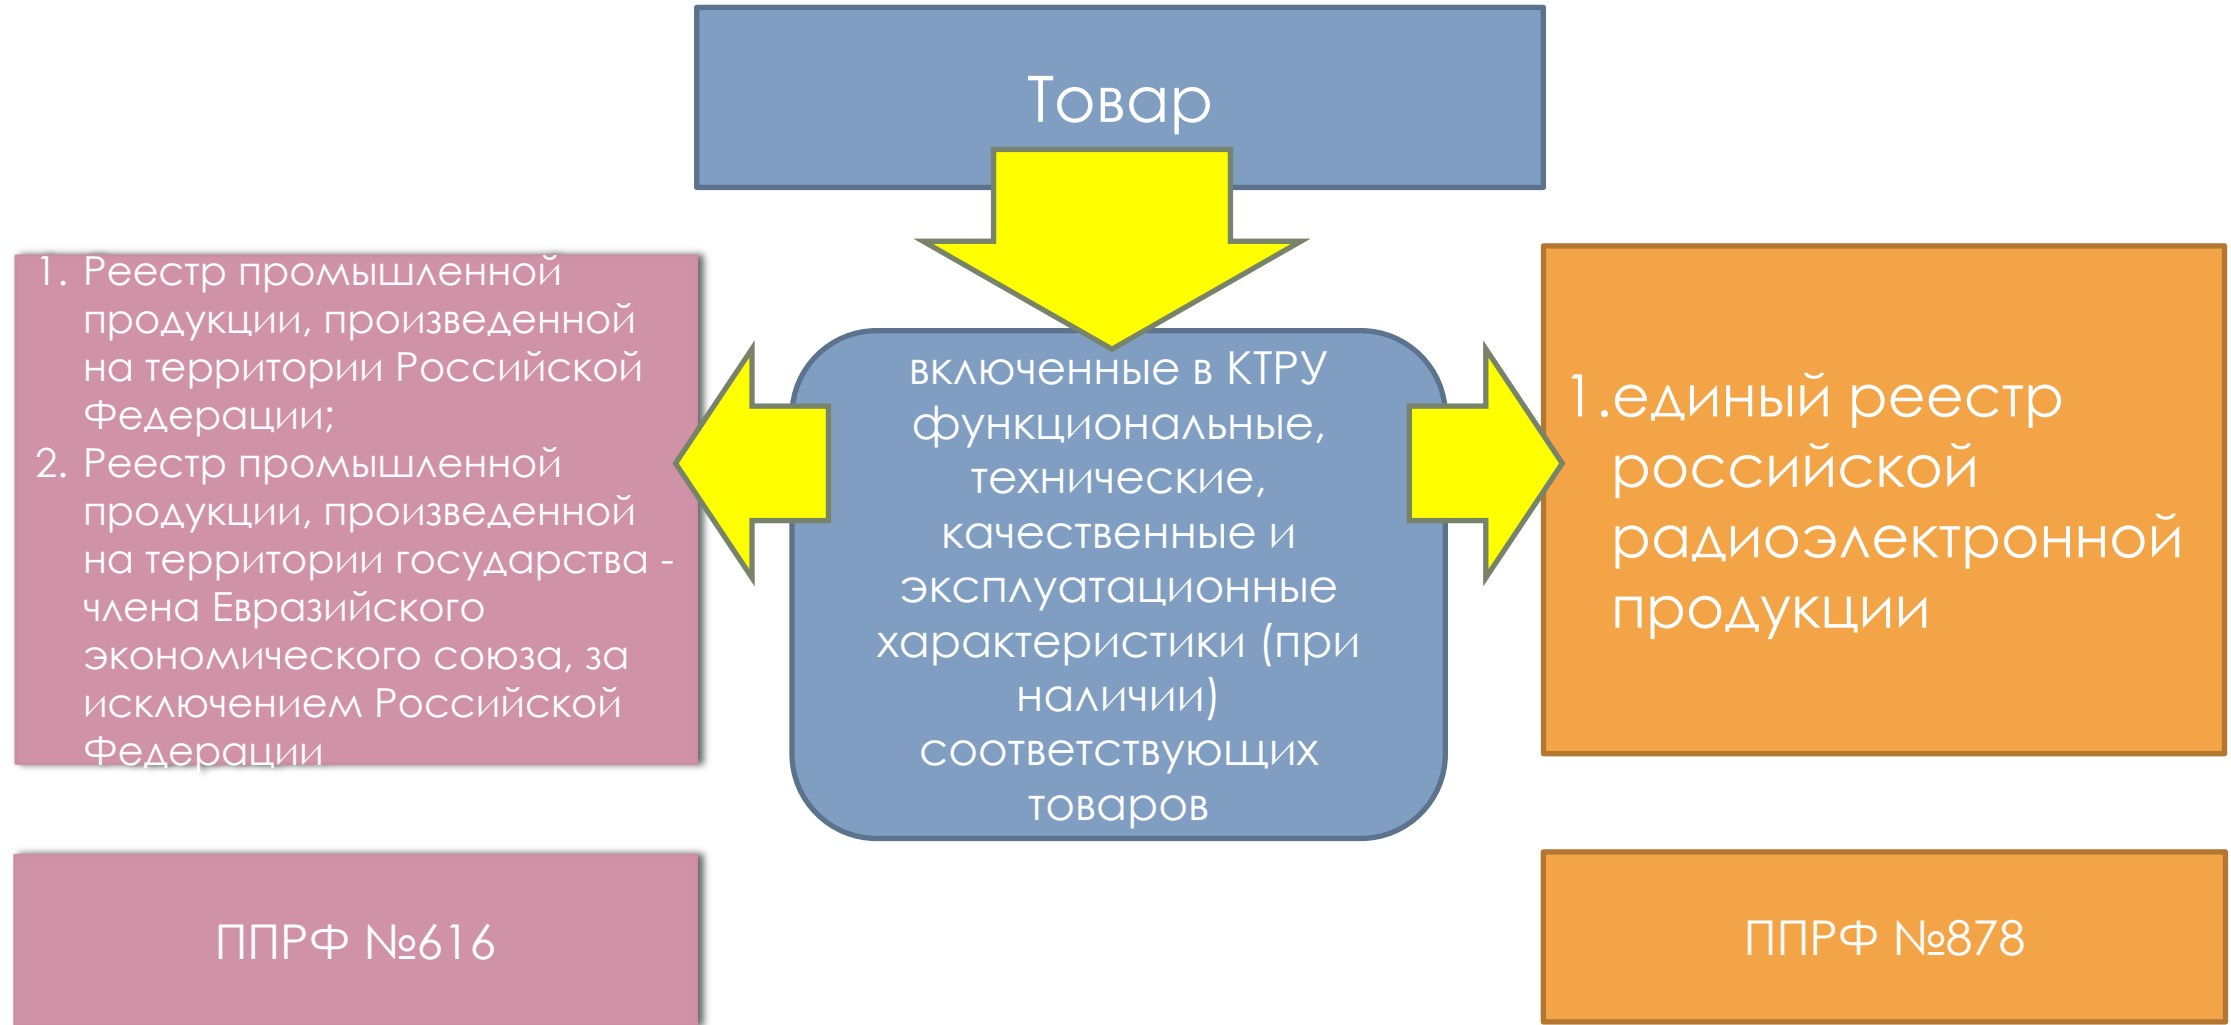 Товар
1. Реестр промышленной
продукции, произведенной
на территории Российской
Федерации;
2. Реестр промышленной
продукции, произведенной
на территории государства -
члена Евразийского
экономического союза, за
исключением Российской
Федерации
включенные в КТРУ
функциональные,
технические,
качественные и
эксплуатационные
характеристики (при
наличии)
соответствующих
товаров
1.единый реестр
российской
радиоэлектронной
продукции
ППРФ №616
ППРФ №878